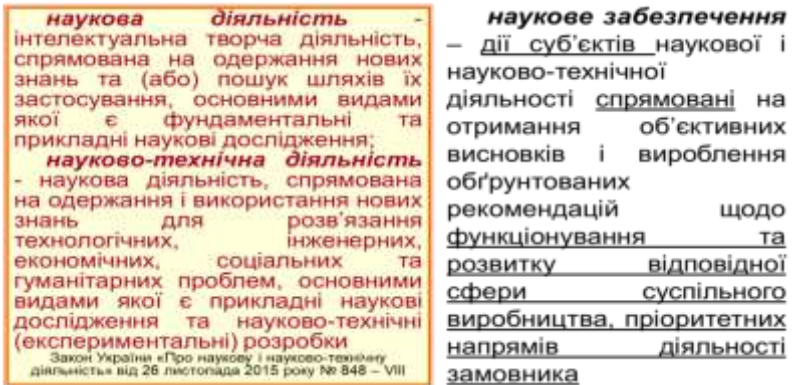 наукова діяльність -
інтелектуальна творча діяльність,
спрямована на одержання нових
знань та (або) пошук шляхів їх
застосування, основними видами
якої є фундаментальні та
прикладні наукові дослідження;
науково-технічна діяльність
- наукова діяльність, спрямована
на одержання і використання нових
знань для розв'язання
технологічних, інженерних,
економічних, соціальних та
гуманітарних проблем, основними
видами якої є прикладні наукові
дослідження та науково-технічні
(експериментальні) розробки
Закон України «Про наукову і науково-технічну
діяльність» від 26 листопада 2015 року № 848 – VIII
наукове забезпечення
– дії суб'єктів наукової і
науково-технічної
діяльності спрямовані на
отримання об'єктивних
висновків і вироблення
обґрунтованих
рекомендацій щодо
функціонування та
розвитку відповідної
сфери суспільного
виробництва, пріоритетних
напрямів діяльності
замовника